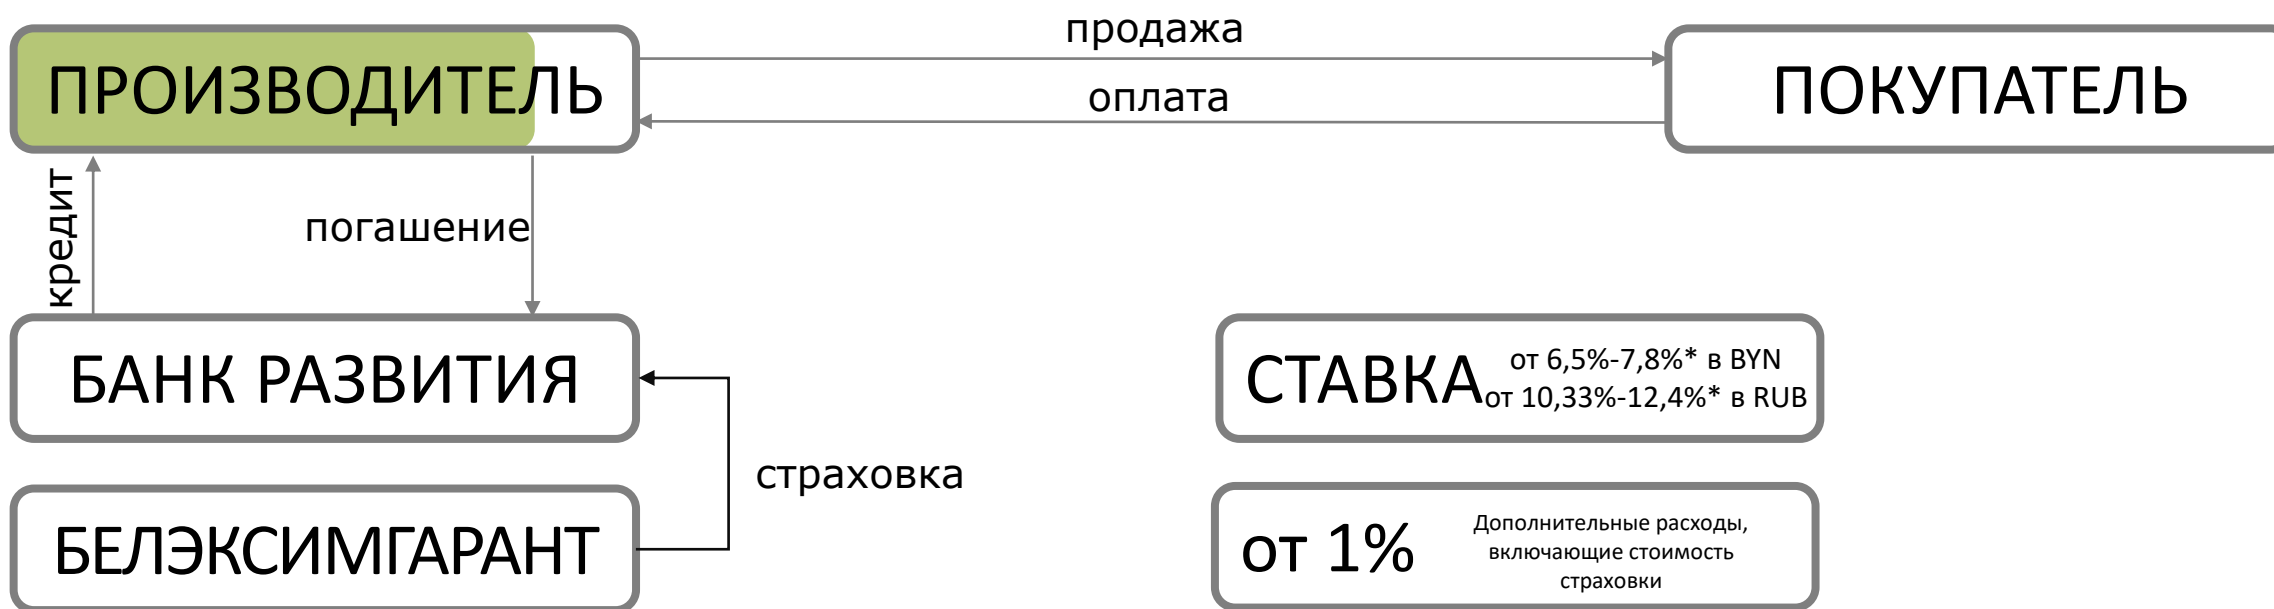 продажа
ПРОИЗВОДИТЕЛЬ
ПОКУПАТЕЛЬ
оплата
кредит
погашение
БАНК РАЗВИТИЯ
СТАВКА
от 6,5%-7,8%* в BYN
от 10,33%-12,4%* в RUB
страховка
БЕЛЭКСИМГАРАНТ
от 1%
Дополнительные расходы,
включающие стоимость
страховки